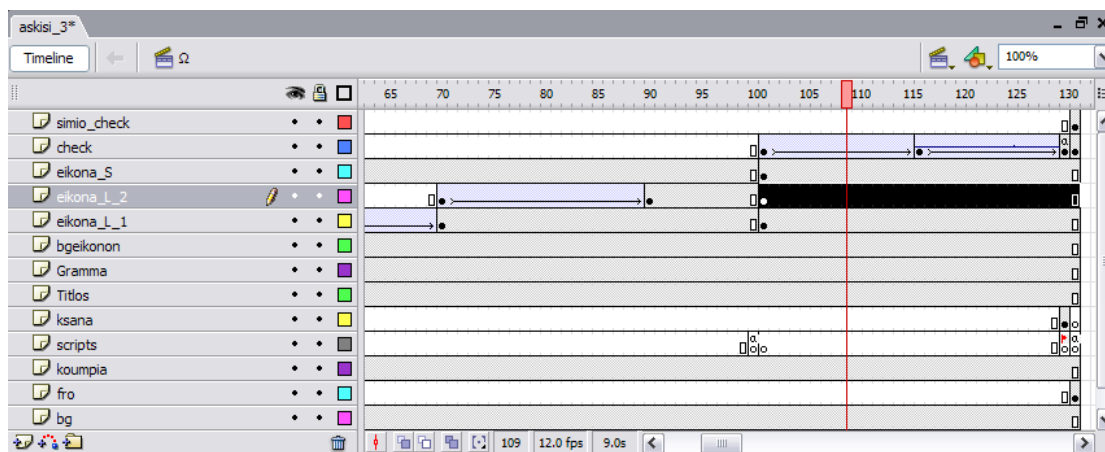 askisi_3*
Timeline Ω 100%
65 70 75 80 85 90 95 100 105 110 115 120 125 130
simio_check
check
eikona_S
eikona_L_2
eikona_L_1
bgeikonon
Gramma
Titlos
ksana
scripts
koumpia
fro
bg
109 12.0 fps 9.0s